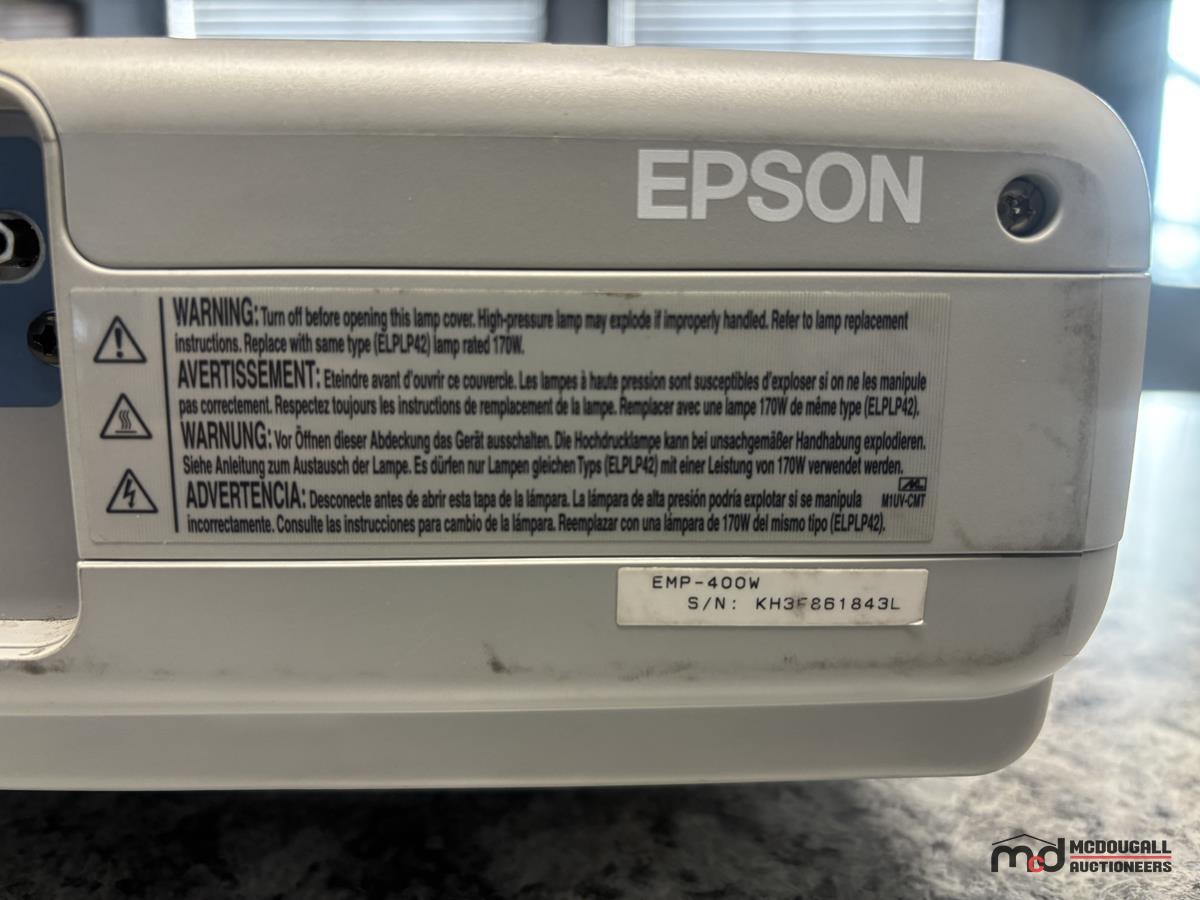 EPSON
WARNING: Turn off before opening this lamp cover. High-pressure lamp may explode if improperly handled. Refer to lamp replacement
instructions. Replace with same type (ELPLP42) lamp rated 170W.
AVERTISSEMENT: Eteindre avant d'ouvrir ce couvercle. Les lampes à haute pression sont susceptibles d'exploser si on ne les manipule
pas correctement. Respectez toujours les instructions de remplacement de la lampe. Remplacer avec une lampe 170W de même type (ELPLP42).
WARNUNG: Vor Öffnen dieser Abdeckung das Gerät ausschalten. Die Hochdrucklampe kann bei unsachgemäßer Handhabung explodieren.
Siehe Anleitung zum Austausch der Lampe. Es dürfen nur Lampen gleichen Typs (ELPLP42) mit einer Leistung von 170W verwendet werden.
ADVERTENCIA: Desconecte antes de abrir esta tapa de la lámpara. La lámpara de alta presión podría explotar si se manipula
incorrectamente. Consulte las instrucciones para cambio de la lámpara. Reemplazar con una lámpara de 170W del mismo tipo (ELPLP42).
M1UV-CMT
EMP-400W
S/N: KH3F861843L
mcd MCDOUGALL
AUCTIONEERS